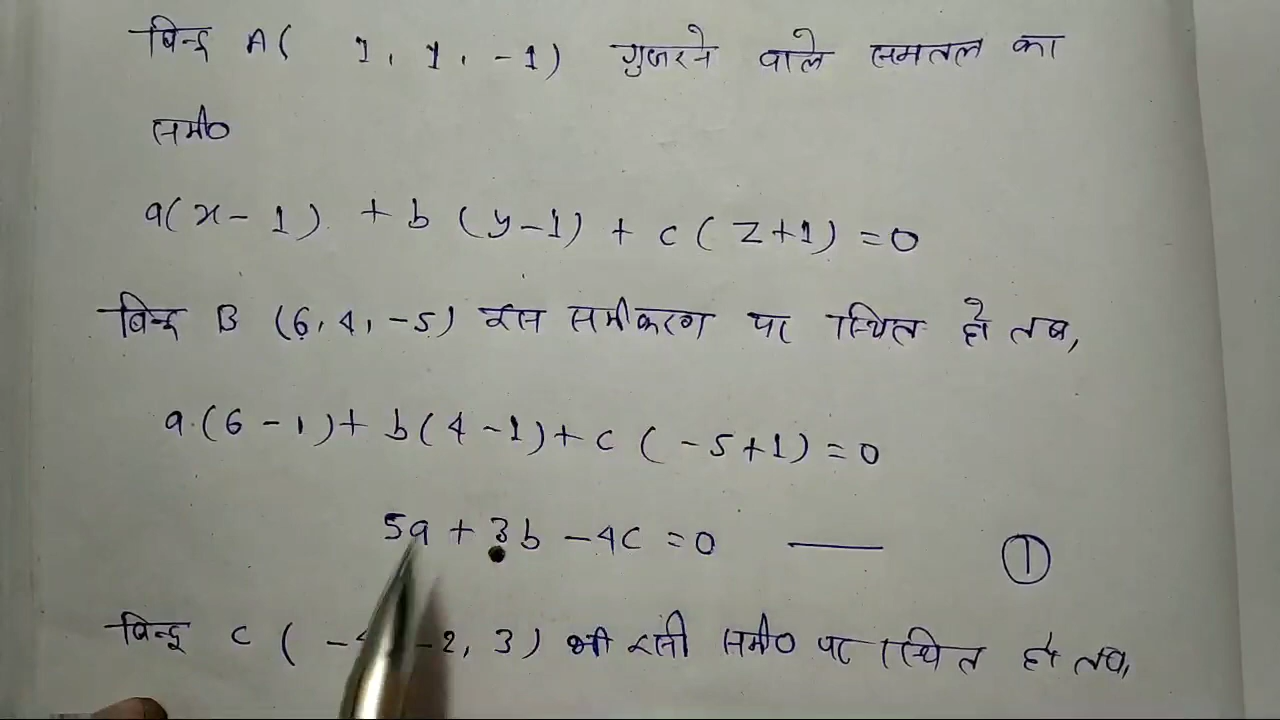 बिन्दु A( 1, 1, -1) गुजरने वाले समतल का
समी०
a(x-1) + b(y-1) + c(z+1) = 0
बिन्दु B (6, 4, -5) इस समीकरण पर स्थित हो तब,
a.(6-1) + b(4-1) + c(-5+1) = 0
5a + 3b - 4c = 0 —— ①
बिन्दु C ( - -2, 3) भी इसी समी० पर स्थित हो तब,